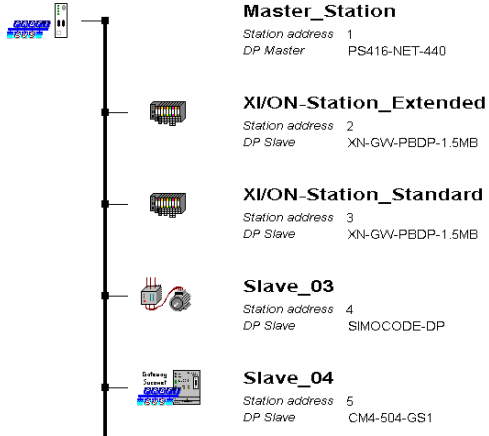 Master_Station
Station address 1
DP Master PS416-NET-440
XI/ON-Station_Extended
Station address 2
DP Slave XN-GW-PBDP-1.5MB
XI/ON-Station_Standard
Station address 3
DP Slave XN-GW-PBDP-1.5MB
Slave_03
Station address 4
DP Slave SIMOCODE-DP
Gateway
Suconet
Slave_04
Station address 5
DP Slave CM4-504-GS1